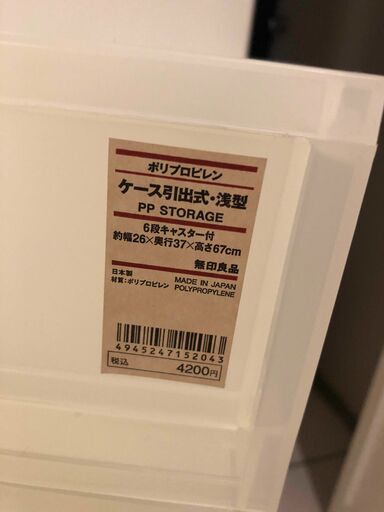 ポリプロピレン
ケース引出式・浅型
PP STORAGE
6段キャスター付
約幅26×奥行37×高さ67cm
無印良品
日本製 MADE IN JAPAN
材質：ポリプロピレン POLYPROPYLENE
4945247152043
税込 4200円